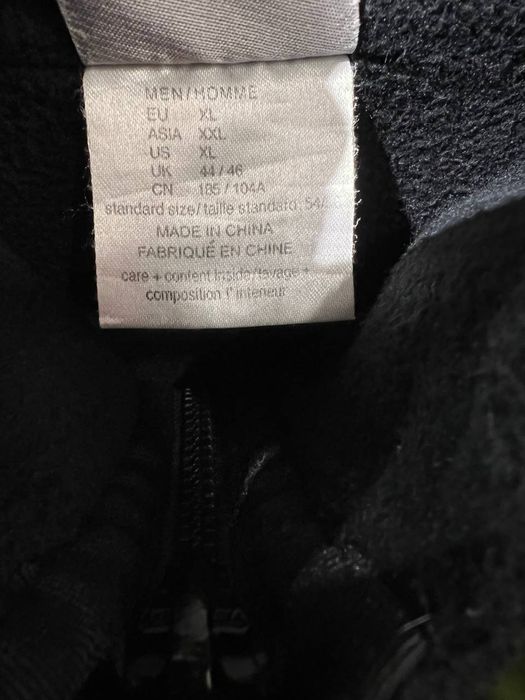 MEN/HOMME
EU XL
ASIA XXL
US XL
UK 44/46
CN 185/104A
standard size/taille standard: 54/
MADE IN CHINA
FABRIQUÉ EN CHINE
care + content inside/lavage +
composition l'interieur